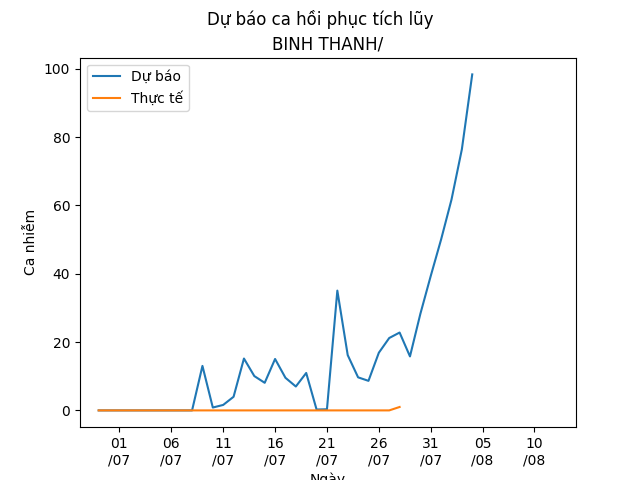 Dự báo ca hồi phục tích lũy
BINH THANH/
Dự báo
Thực tế
Ca nhiễm
100
80
60
40
20
0
01 06 11 16 21 26 31 05 10
/07 /07 /07 /07 /07 /07 /07 /08 /08
Ngày